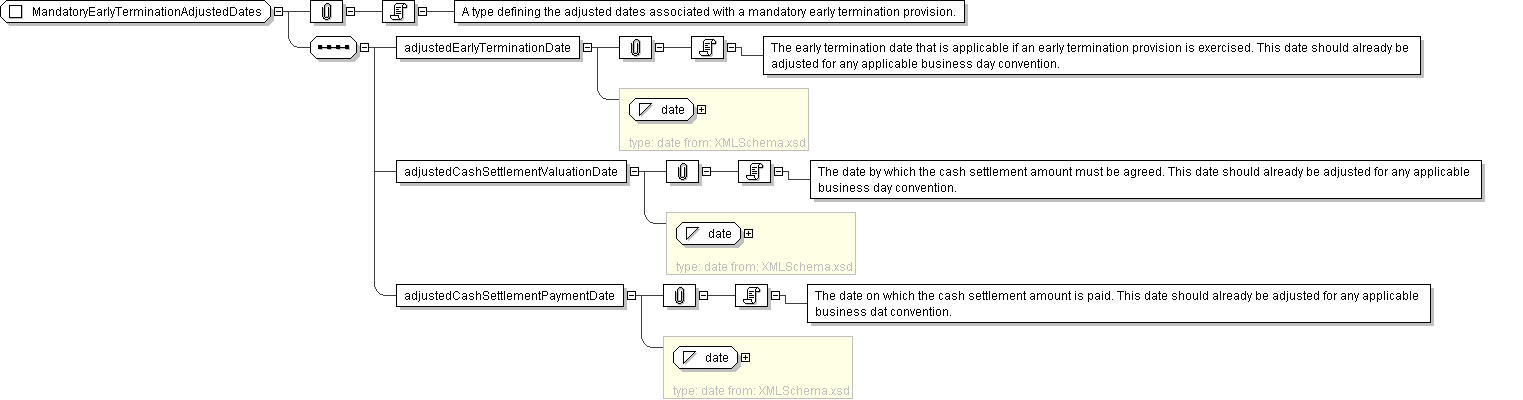 MandatoryEarlyTerminationAdjustedDates
A type defining the adjusted dates associated with a mandatory early termination provision.
adjustedEarlyTerminationDate
The early termination date that is applicable if an early termination provision is exercised. This date should already be
adjusted for any applicable business day convention.
date
type: date from: XMLSchema.xsd
adjustedCashSettlementValuationDate
The date by which the cash settlement amount must be agreed. This date should already be adjusted for any applicable
business day convention.
date
type: date from: XMLSchema.xsd
adjustedCashSettlementPaymentDate
The date on which the cash settlement amount is paid. This date should already be adjusted for any applicable
business dat convention.
date
type: date from: XMLSchema.xsd